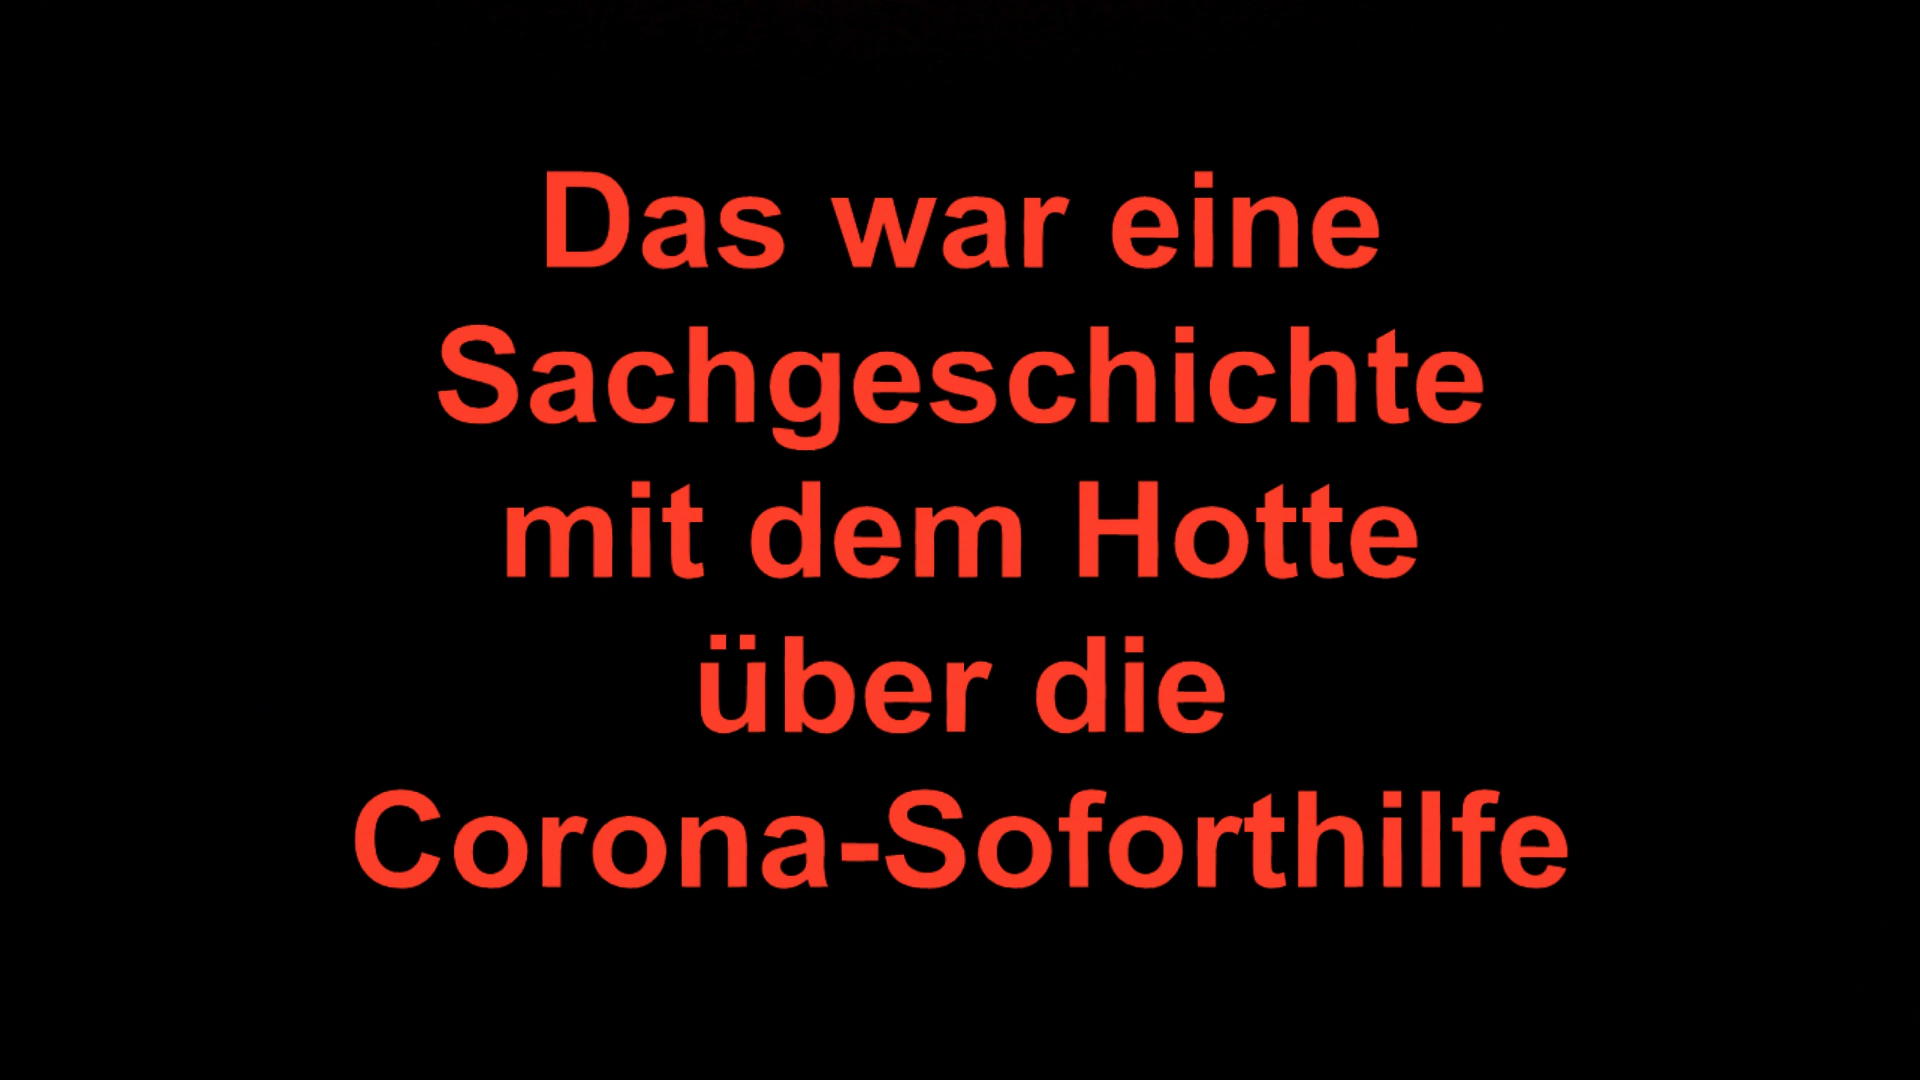 Das war eine
Sachgeschichte
mit dem Hotte
über die
Corona-Soforthilfe